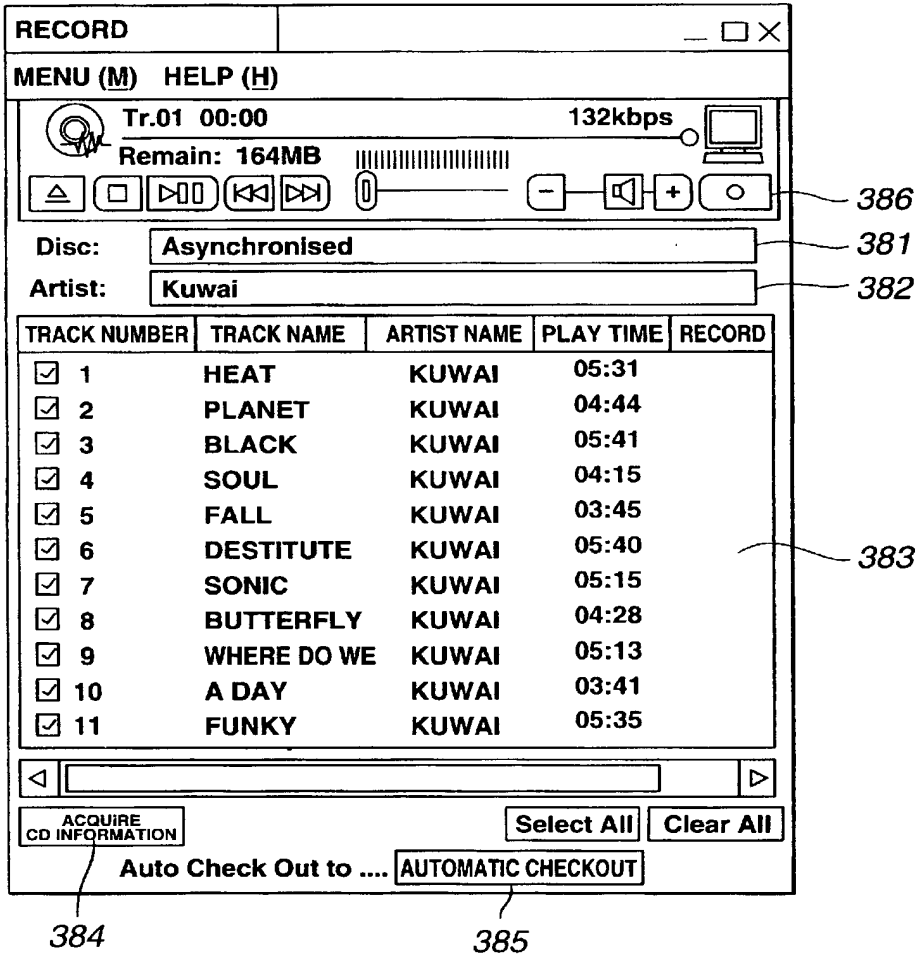 RECORD
MENU (M) HELP (H)
Tr.01 00:00 132kbps
Remain: 164MB
386
Disc: Asynchronised 381
Artist: Kuwai 382
TRACK NUMBER TRACK NAME ARTIST NAME PLAY TIME RECORD
1 HEAT KUWAI 05:31
2 PLANET KUWAI 04:44
3 BLACK KUWAI 05:41
4 SOUL KUWAI 04:15
5 FALL KUWAI 03:45
6 DESTITUTE KUWAI 05:40
383
7 SONIC KUWAI 05:15
8 BUTTERFLY KUWAI 04:28
9 WHERE DO WE KUWAI 05:13
10 A DAY KUWAI 03:41
11 FUNKY KUWAI 05:35
ACQUIRE
CD INFORMATION
Select All Clear All
Auto Check Out to .... AUTOMATIC CHECKOUT
384 385